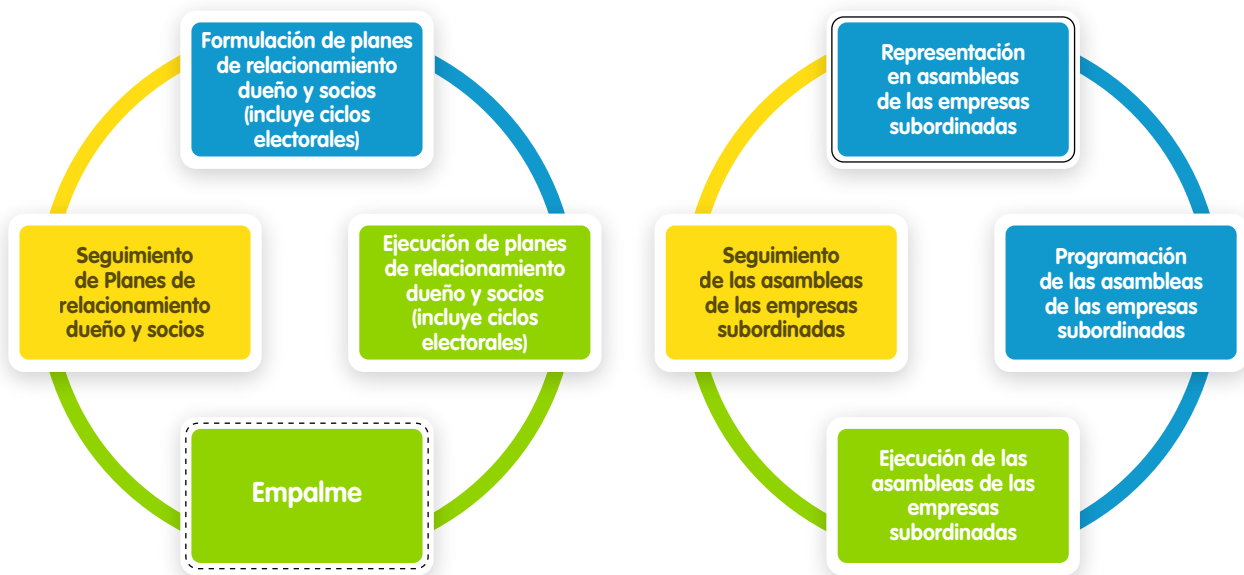 Formulación de planes
de relacionamiento
dueño y socios
(incluye ciclos
electorales)
Ejecución de planes
de relacionamiento
dueño y socios
(incluye ciclos
electorales)
Empalme
Seguimiento
de Planes de
relacionamiento
dueño y socios
Representación
en asambleas
de las empresas
subordinadas
Programación
de las asambleas
de las empresas
subordinadas
Ejecución de las
asambleas de las
empresas
subordinadas
Seguimiento
de las asambleas
de las empresas
subordinadas